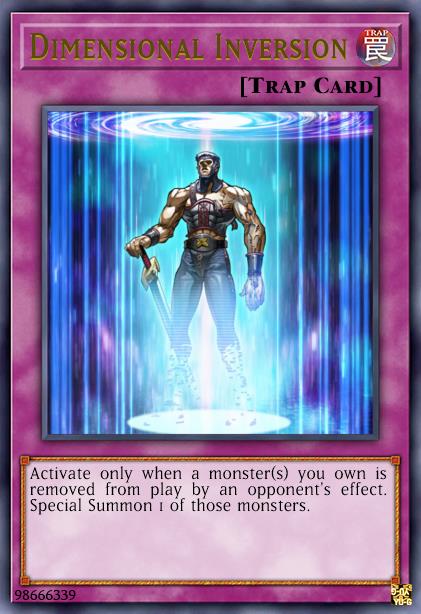 Dimensional Inversion
TRAP
罠
[Trap Card]
Activate only when a monster(s) you own is
removed from play by an opponent's effect.
Special Summon 1 of those monsters.
98666339